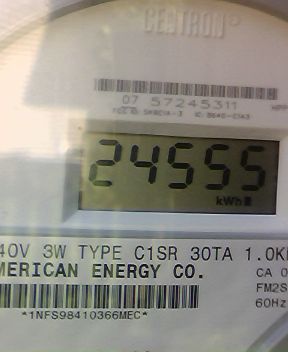 CENTRON®
07 57245311
24555
kWh
40V 3W TYPE C1SR 30TA 1.0K
MERICAN ENERGY CO.
CA 0
FM2S
60Hz
*1NFS98410366MEC*